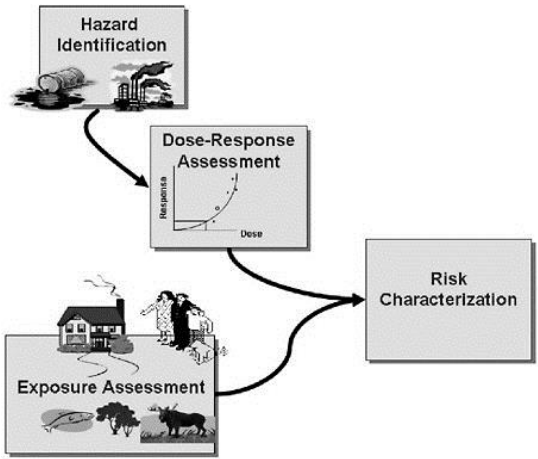 Hazard
Identification
Dose-Response
Assessment
Response
Dose
Risk
Characterization
Exposure Assessment